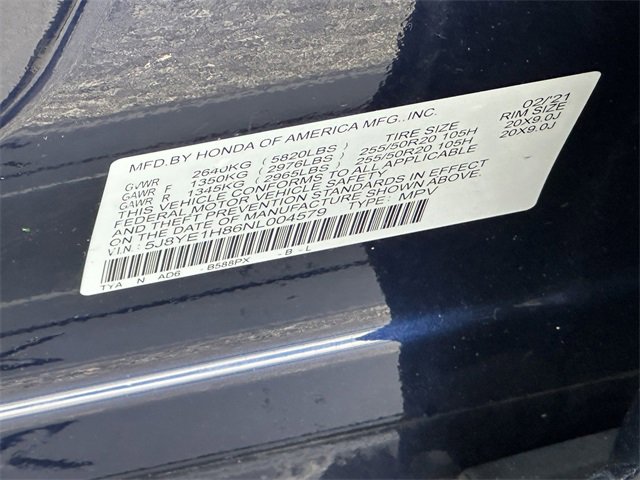 MFD.BY HONDA OF AMERICA MFG.,INC. 02/'21
GVWR 2640KG (5820LBS) TIRE SIZE RIM SIZE
GAWR F 1350KG (2976LBS) 255/50R20 105H 20X9.0J
GAWR R 1345KG (2965LBS) 255/50R20 105H 20X9.0J
THIS VEHICLE CONFORMS TO ALL APPLICABLE
FEDERAL MOTOR VEHICLE SAFETY
AND THEFT PREVENTION STANDARDS IN EFFECT
ON THE DATE OF MANUFACTURE SHOWN ABOVE.
V.I.N.: 5J8YE1H86NL004579 TYPE: MPV
TYA N AD6 - B588PX - B - L